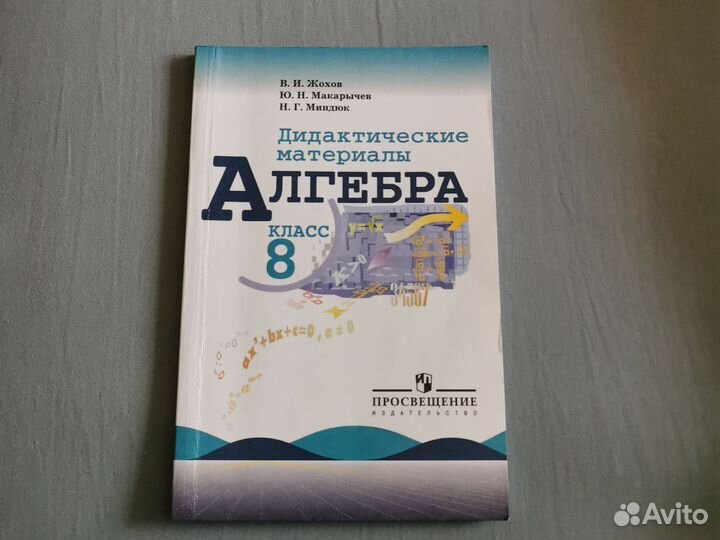 В. И. Жохов
Ю. Н. Макарычев
Н. Г. Миндюк
Дидактические
материалы
АЛГЕБРА
КЛАСС
8
y=√x
ax²+bx+c=0, a≠0
ПРОСВЕЩЕНИЕ
ИЗДАТЕЛЬСТВО
Avito